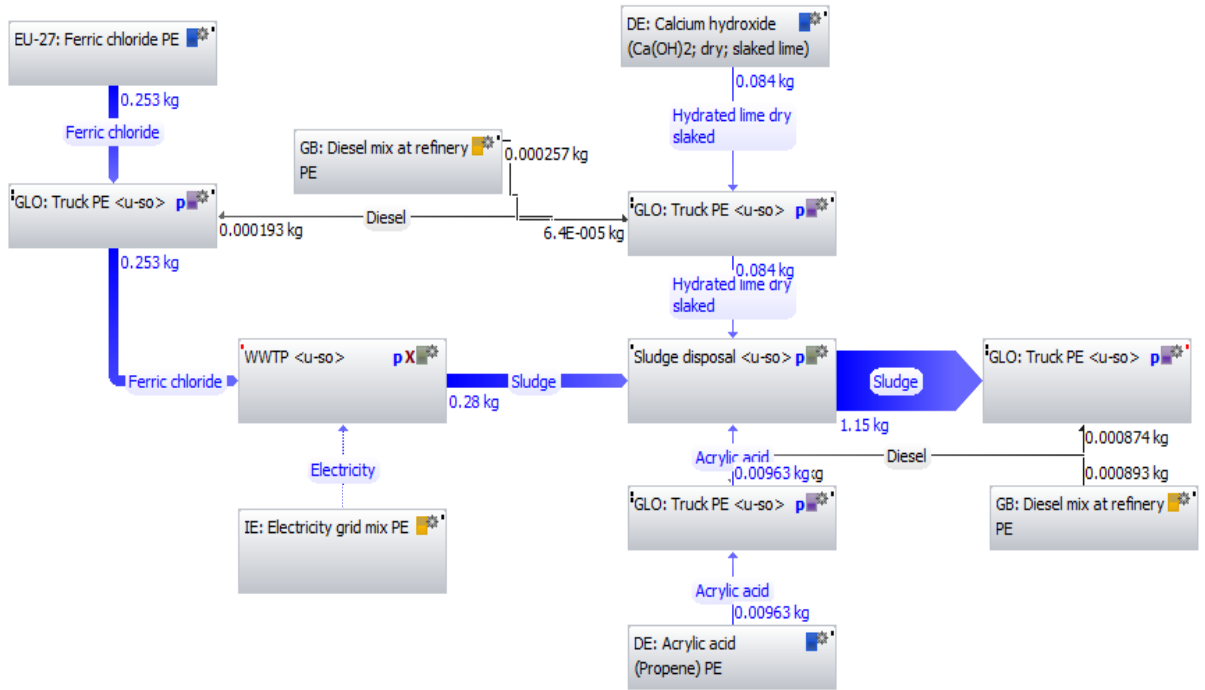 EU-27: Ferric chloride PE
0.253 kg
Ferric chloride
GLO: Truck PE <u-so> p
0.253 kg
Ferric chloride
DE: Calcium hydroxide
(Ca(OH)2; dry; slaked lime)
0.084 kg
Hydrated lime dry
slaked
GB: Diesel mix at refinery
PE
0.000257 kg
Diesel
0.000193 kg
6.4E-005 kg
GLO: Truck PE <u-so> p
0.084 kg
Hydrated lime dry
slaked
WWTP <u-so> p X
Sludge
0.28 kg
Sludge disposal <u-so> p
Sludge
1.15 kg
GLO: Truck PE <u-so> p
Electricity
IE: Electricity grid mix PE
Acrylic acid
0.00963 kg
Diesel
0.000874 kg
0.000893 kg
GLO: Truck PE <u-so> p
GB: Diesel mix at refinery
PE
Acrylic acid
0.00963 kg
DE: Acrylic acid
(Propene) PE